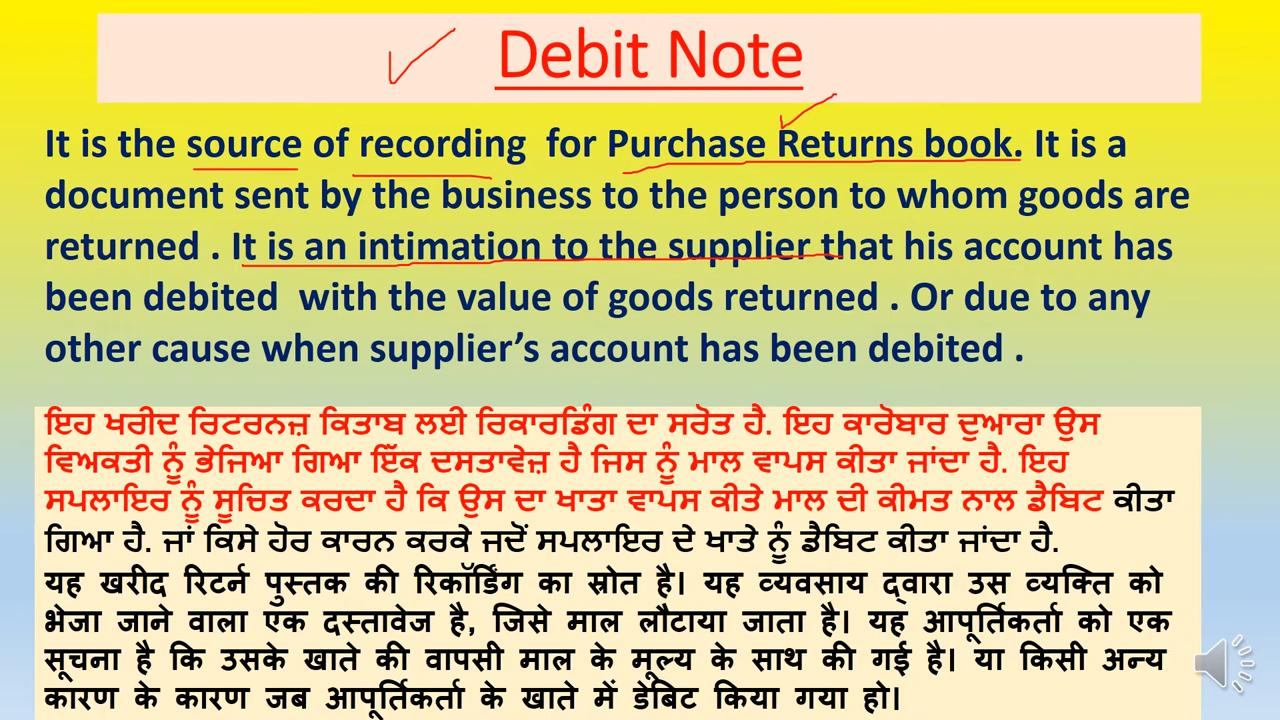 Debit Note
It is the source of recording for Purchase Returns book. It is a
document sent by the business to the person to whom goods are
returned . It is an intimation to the supplier that his account has
been debited with the value of goods returned . Or due to any
other cause when supplier’s account has been debited .
ਇਹ ਖਰੀਦ ਰਿਟਰਨਜ਼ ਕਿਤਾਬ ਲਈ ਰਿਕਾਰਡਿੰਗ ਦਾ ਸਰੋਤ ਹੈ. ਇਹ ਕਾਰੋਬਾਰ ਦੁਆਰਾ ਉਸ
ਵਿਅਕਤੀ ਨੂੰ ਭੇਜਿਆ ਗਿਆ ਇੱਕ ਦਸਤਾਵੇਜ਼ ਹੈ ਜਿਸ ਨੂੰ ਮਾਲ ਵਾਪਸ ਕੀਤਾ ਜਾਂਦਾ ਹੈ. ਇਹ
ਸਪਲਾਇਰ ਨੂੰ ਸੂਚਿਤ ਕਰਦਾ ਹੈ ਕਿ ਉਸ ਦਾ ਖਾਤਾ ਵਾਪਸ ਕੀਤੇ ਮਾਲ ਦੀ ਕੀਮਤ ਨਾਲ ਡੈਬਿਟ ਕੀਤਾ
ਗਿਆ ਹੈ. ਜਾਂ ਕਿਸੇ ਹੋਰ ਕਾਰਨ ਕਰਕੇ ਜਦੋਂ ਸਪਲਾਇਰ ਦੇ ਖਾਤੇ ਨੂੰ ਡੈਬਿਟ ਕੀਤਾ ਜਾਂਦਾ ਹੈ.
यह खरीद रिटर्न पुस्तक की रिकॉर्डिंग का स्रोत है। यह व्यवसाय द्वारा उस व्यक्ति को
भेजा जाने वाला एक दस्तावेज है, जिसे माल लौटाया जाता है। यह आपूर्तिकर्ता को एक
सूचना है कि उसके खाते की वापसी माल के मूल्य के साथ की गई है। या किसी अन्य
कारण के कारण जब आपूर्तिकर्ता के खाते में डेबिट किया गया हो।